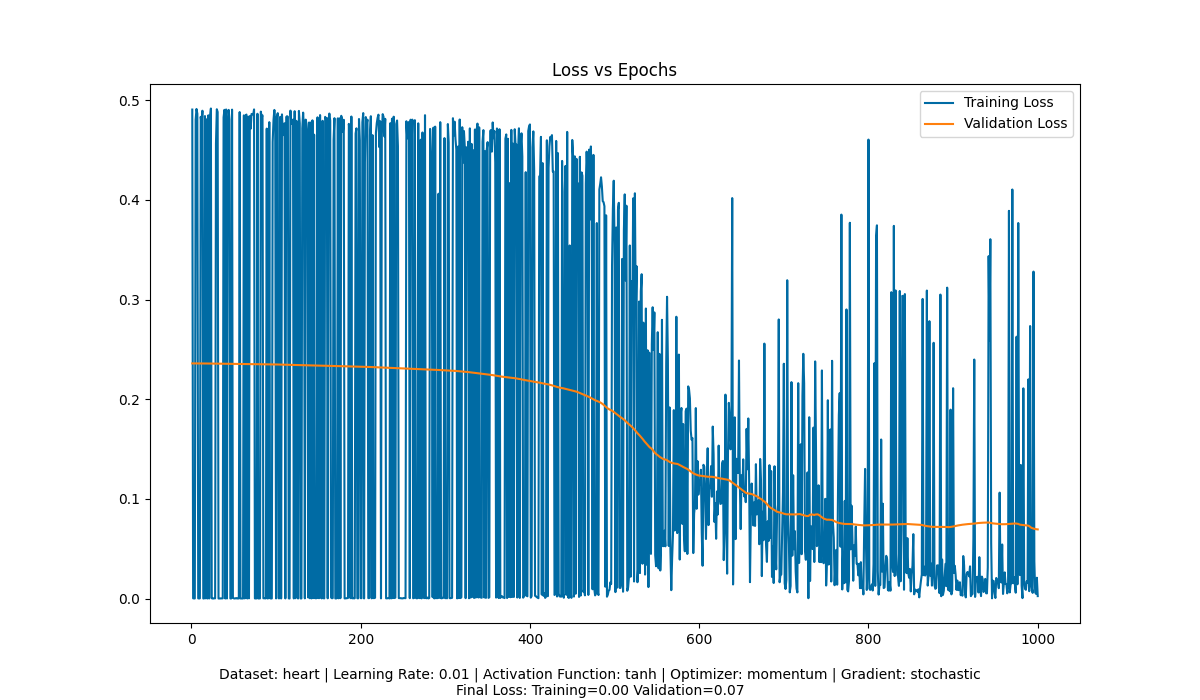 Loss vs Epochs
Training Loss
Validation Loss
0.5
0.4
0.3
0.2
0.1
0.0
0 200 400 600 800 1000
Dataset: heart | Learning Rate: 0.01 | Activation Function: tanh | Optimizer: momentum | Gradient: stochastic
Final Loss: Training=0.00 Validation=0.07